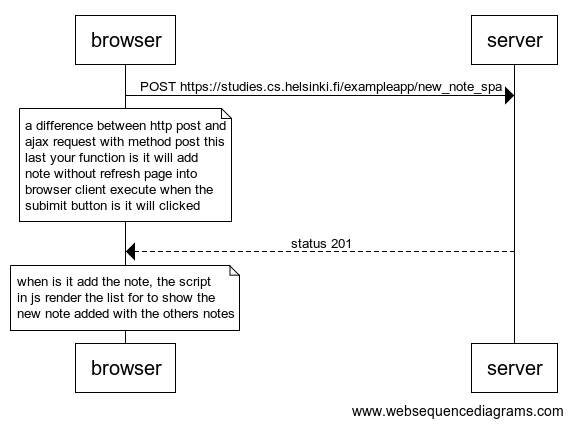 browser
server
POST https://studies.cs.helsinki.fi/exampleapp/new_note_spa
a difference between http post and
ajax request with method post this
last your function is it will add
note without refresh page into
browser client execute when the
subimit button is it will clicked
status 201
when is it add the note, the script
in js render the list for to show the
new note added with the others notes
browser
server
www.websequencediagrams.com